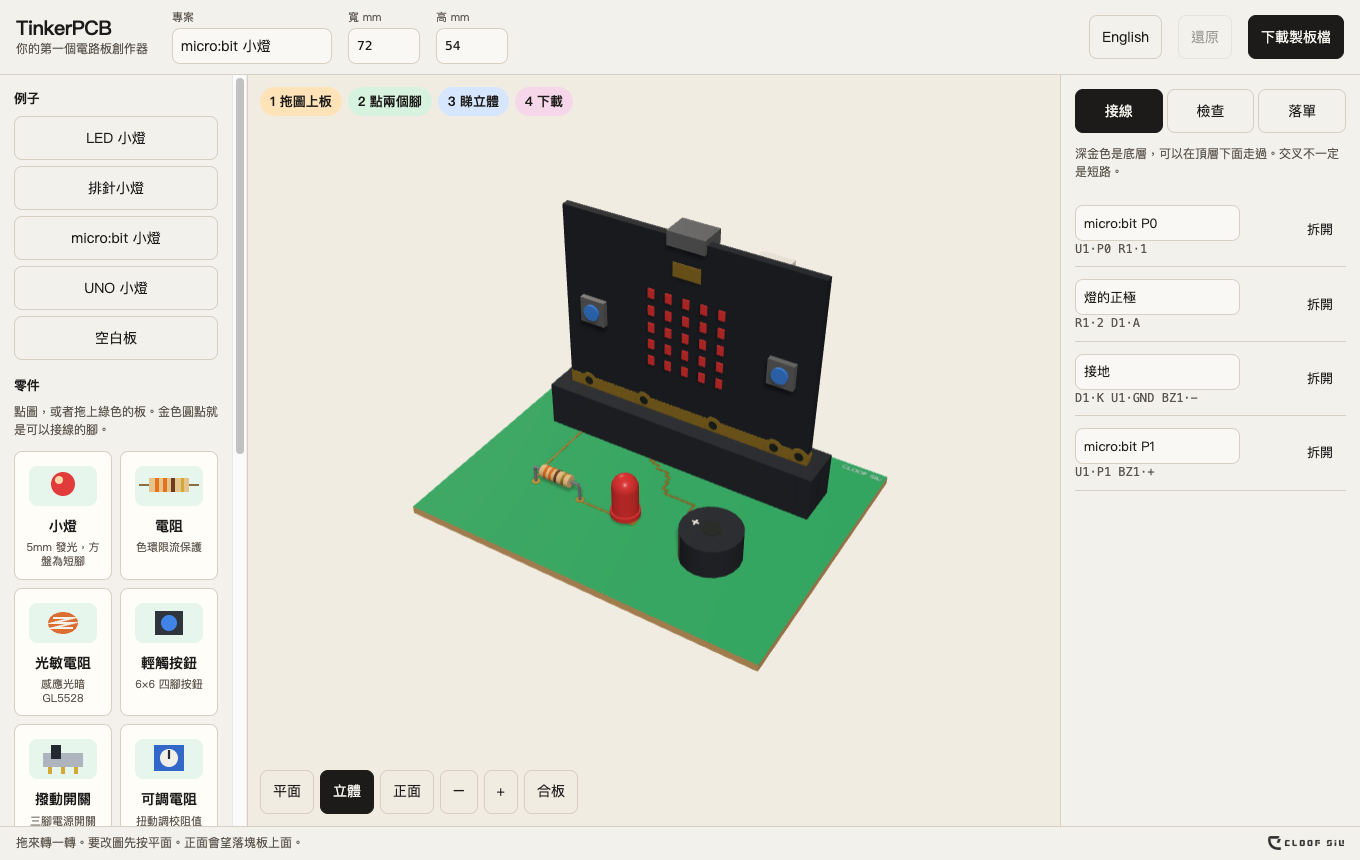 TinkerPCB
你的第一個電路板創作器
專案
micro:bit 小燈
寬 mm
72
高 mm
54
English
還原
下載製板檔
例子
LED 小燈
排針小燈
micro:bit 小燈
UNO 小燈
空白板
零件
點圖，或者拖上綠色的板。金色圓點就
是可以接線的腳。
小燈
5mm 發光，方
盤為短腳
電阻
色環限流保護
光敏電阻
感應光暗
GL5528
輕觸按鈕
6×6 四腳按鈕
撥動開關
三腳電源開關
可調電阻
扭動調校阻值
1 拖圖上板
2 點兩個腳
3 睇立體
4 下載
CLOOF SIU
平面
立體
正面
−
+
合板
接線
檢查
落單
深金色是底層，可以在頂層下面走過。交叉不一定
是短路。
micro:bit P0
拆開
U1·P0 R1·1
燈的正極
拆開
R1·2 D1·A
接地
拆開
D1·K U1·GND BZ1·−
micro:bit P1
拆開
U1·P1 BZ1·+
拖來轉一轉。要改圖先按平面。正面會望落塊板上面。
CLOOF SIU